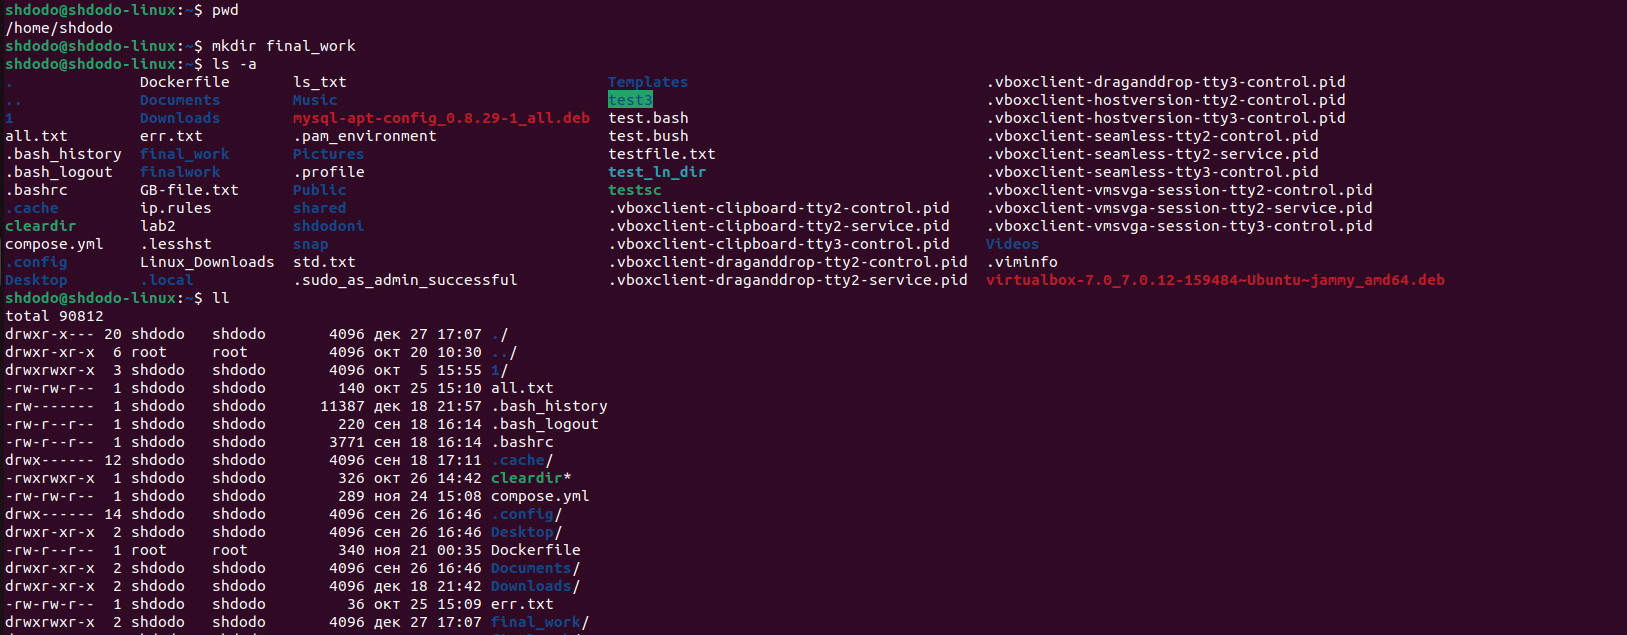 shdodo@shdodo-linux:~$ pwd
/home/shdodo
shdodo@shdodo-linux:~$ mkdir final_work
shdodo@shdodo-linux:~$ ls -a
. Dockerfile ls_txt Templates .vboxclient-draganddrop-tty3-control.pid
.. Documents Music test3 .vboxclient-hostversion-tty2-control.pid
1 Downloads mysql-apt-config_0.8.29-1_all.deb test.bash .vboxclient-hostversion-tty3-control.pid
all.txt err.txt .pam_environment test.bush .vboxclient-seamless-tty2-control.pid
.bash_history final_work Pictures testfile.txt .vboxclient-seamless-tty2-service.pid
.bash_logout finalwork .profile test_ln_dir .vboxclient-seamless-tty3-control.pid
.bashrc GB-file.txt Public testsc .vboxclient-vmsvga-session-tty2-control.pid
.cache ip.rules shared .vboxclient-clipboard-tty2-control.pid .vboxclient-vmsvga-session-tty2-service.pid
cleardir lab2 shdodoni .vboxclient-clipboard-tty2-service.pid .vboxclient-vmsvga-session-tty3-control.pid
compose.yml .lesshst snap .vboxclient-clipboard-tty3-control.pid Videos
.config Linux_Downloads std.txt .vboxclient-draganddrop-tty2-control.pid .viminfo
Desktop .local .sudo_as_admin_successful .vboxclient-draganddrop-tty2-service.pid virtualbox-7.0_7.0.12-159484~Ubuntu~jammy_amd64.deb
shdodo@shdodo-linux:~$ ll
total 90812
drwxr-x--- 20 shdodo shdodo 4096 дек 27 17:07 ./
drwxr-xr-x 6 root root 4096 окт 20 10:30 ../
drwxrwxr-x 3 shdodo shdodo 4096 окт 5 15:55 1/
-rw-rw-r-- 1 shdodo shdodo 140 окт 25 15:10 all.txt
-rw------- 1 shdodo shdodo 11387 дек 18 21:57 .bash_history
-rw-r--r-- 1 shdodo shdodo 220 сен 18 16:14 .bash_logout
-rw-r--r-- 1 shdodo shdodo 3771 сен 18 16:14 .bashrc
drwx------ 12 shdodo shdodo 4096 сен 18 17:11 .cache/
-rwxrwxr-x 1 shdodo shdodo 326 окт 26 14:42 cleardir*
-rw-rw-r-- 1 shdodo shdodo 289 ноя 24 15:08 compose.yml
drwx------ 14 shdodo shdodo 4096 сен 26 16:46 .config/
drwxr-xr-x 2 shdodo shdodo 4096 сен 26 16:46 Desktop/
-rw-r--r-- 1 root root 340 ноя 21 00:35 Dockerfile
drwxr-xr-x 2 shdodo shdodo 4096 сен 26 16:46 Documents/
drwxr-xr-x 2 shdodo shdodo 4096 дек 18 21:42 Downloads/
-rw-rw-r-- 1 shdodo shdodo 36 окт 25 15:09 err.txt
drwxrwxr-x 2 shdodo shdodo 4096 дек 27 17:07 final_work/